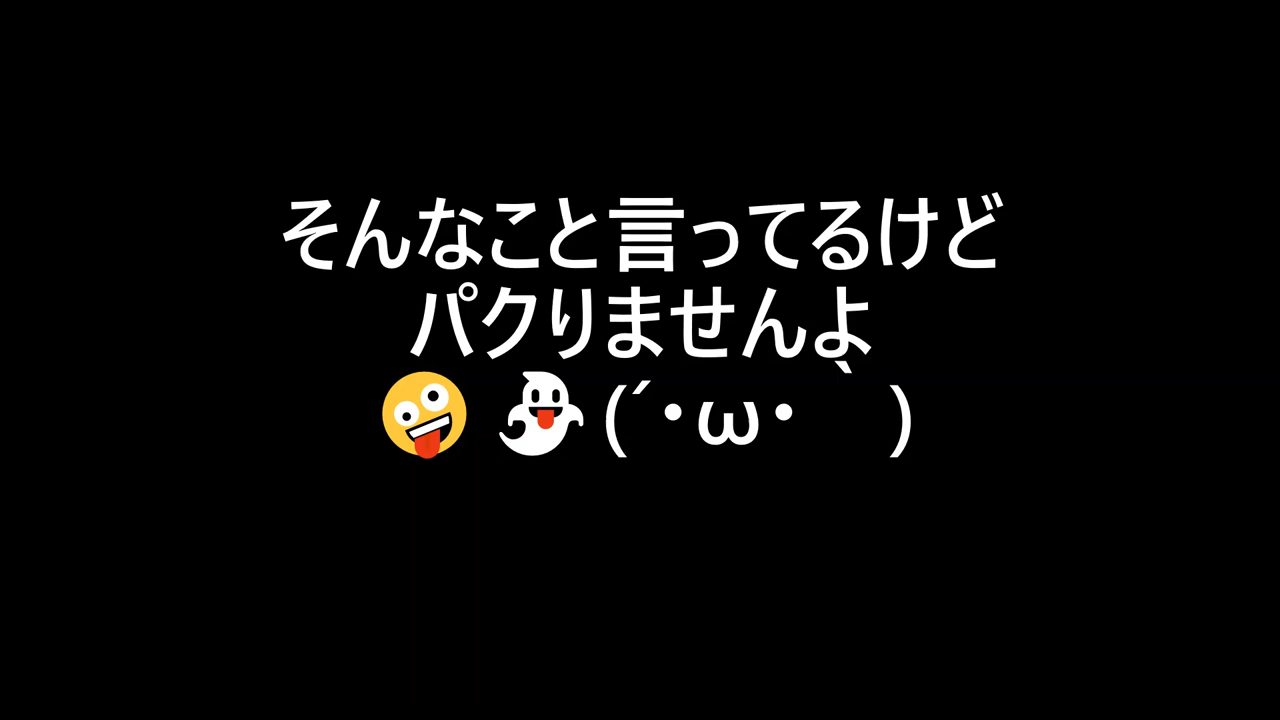 そんなこと言ってるけど
パクりませんよ
🤪 👻(´･ω･｀)